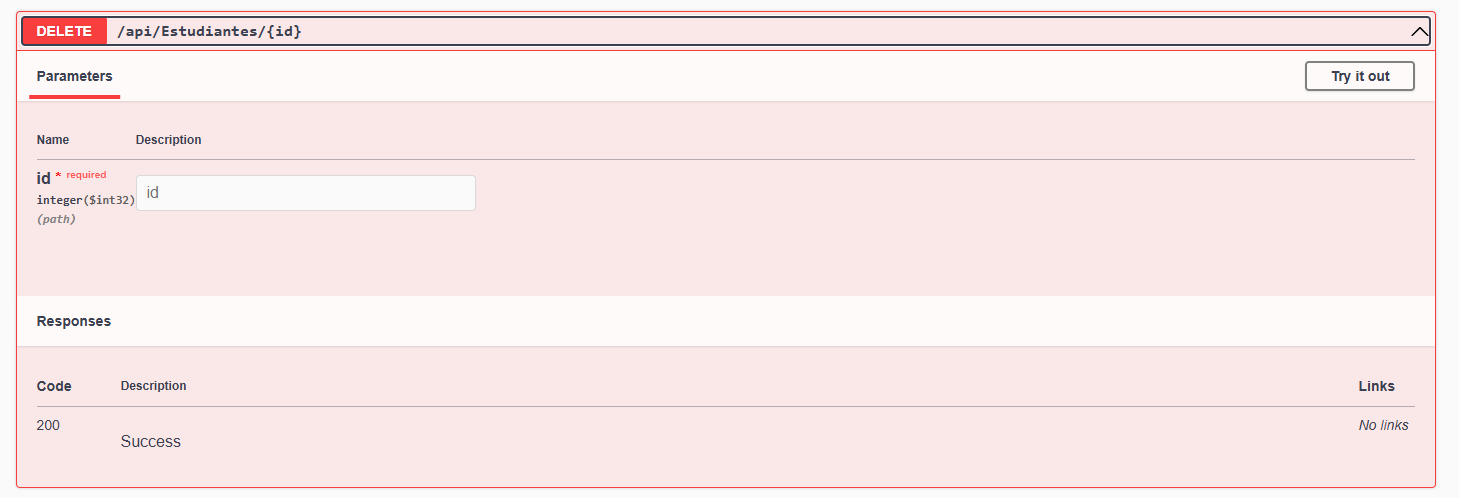 DELETE /api/Estudiantes/{id}
Parameters Try it out
Name Description
id * required
integer($int32)
(path)
id
Responses
Code Description Links
200 Success No links